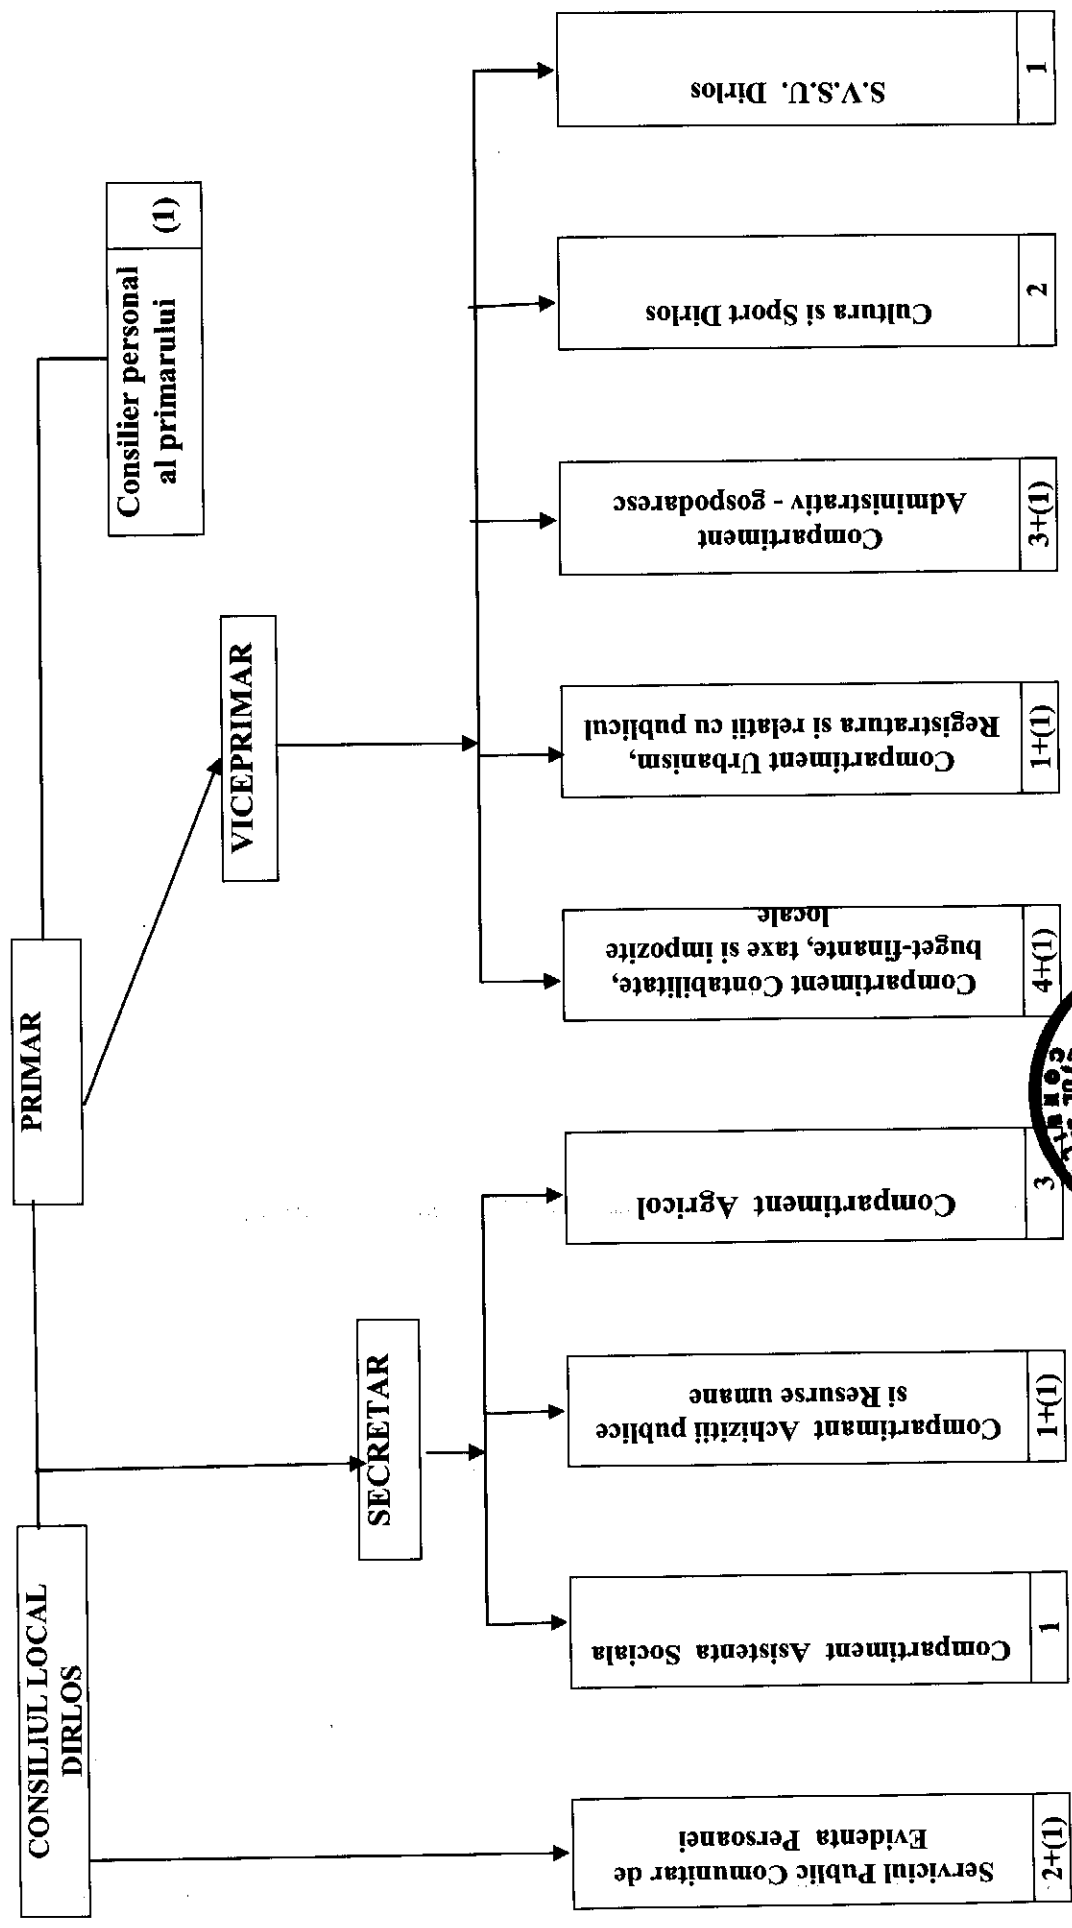 CONSILIUL LOCAL
DIRLOS
PRIMAR
Consilier personal
al primarului
(1)
VICEPRIMAR
SECRETAR
Serviciul Public Comunitar de
Evidenta Persoanei
2+(1)
Compartiment Asistenta Sociala
1
Compartimant Achizitii publice
si Resurse umane
1+(1)
Compartiment Agricol
3
Compartiment Contabilitate,
buget-finante, taxe si impozite
locale
4+(1)
Compartiment Urbanism,
Registratura si relatii cu publicul
1+(1)
Compartiment
Administrativ - gospodaresc
3+(1)
Cultura si Sport Dirlos
2
S.V.S.U. Dirlos
1